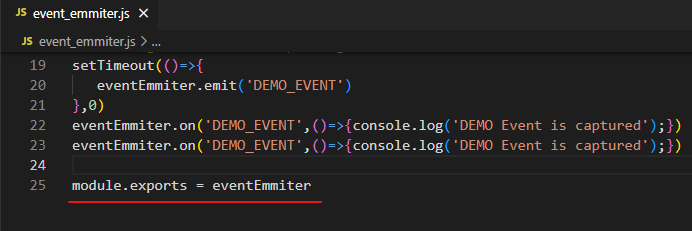 JS event_emmiter.js X
JS event_emmiter.js > ...
19 setTimeout(()=>{
20 eventEmmiter.emit('DEMO_EVENT')
21 },0)
22 eventEmmiter.on('DEMO_EVENT',()=>{console.log('DEMO Event is captured');})
23 eventEmmiter.on('DEMO_EVENT',()=>{console.log('DEMO Event is captured');})
24
25 module.exports = eventEmmiter